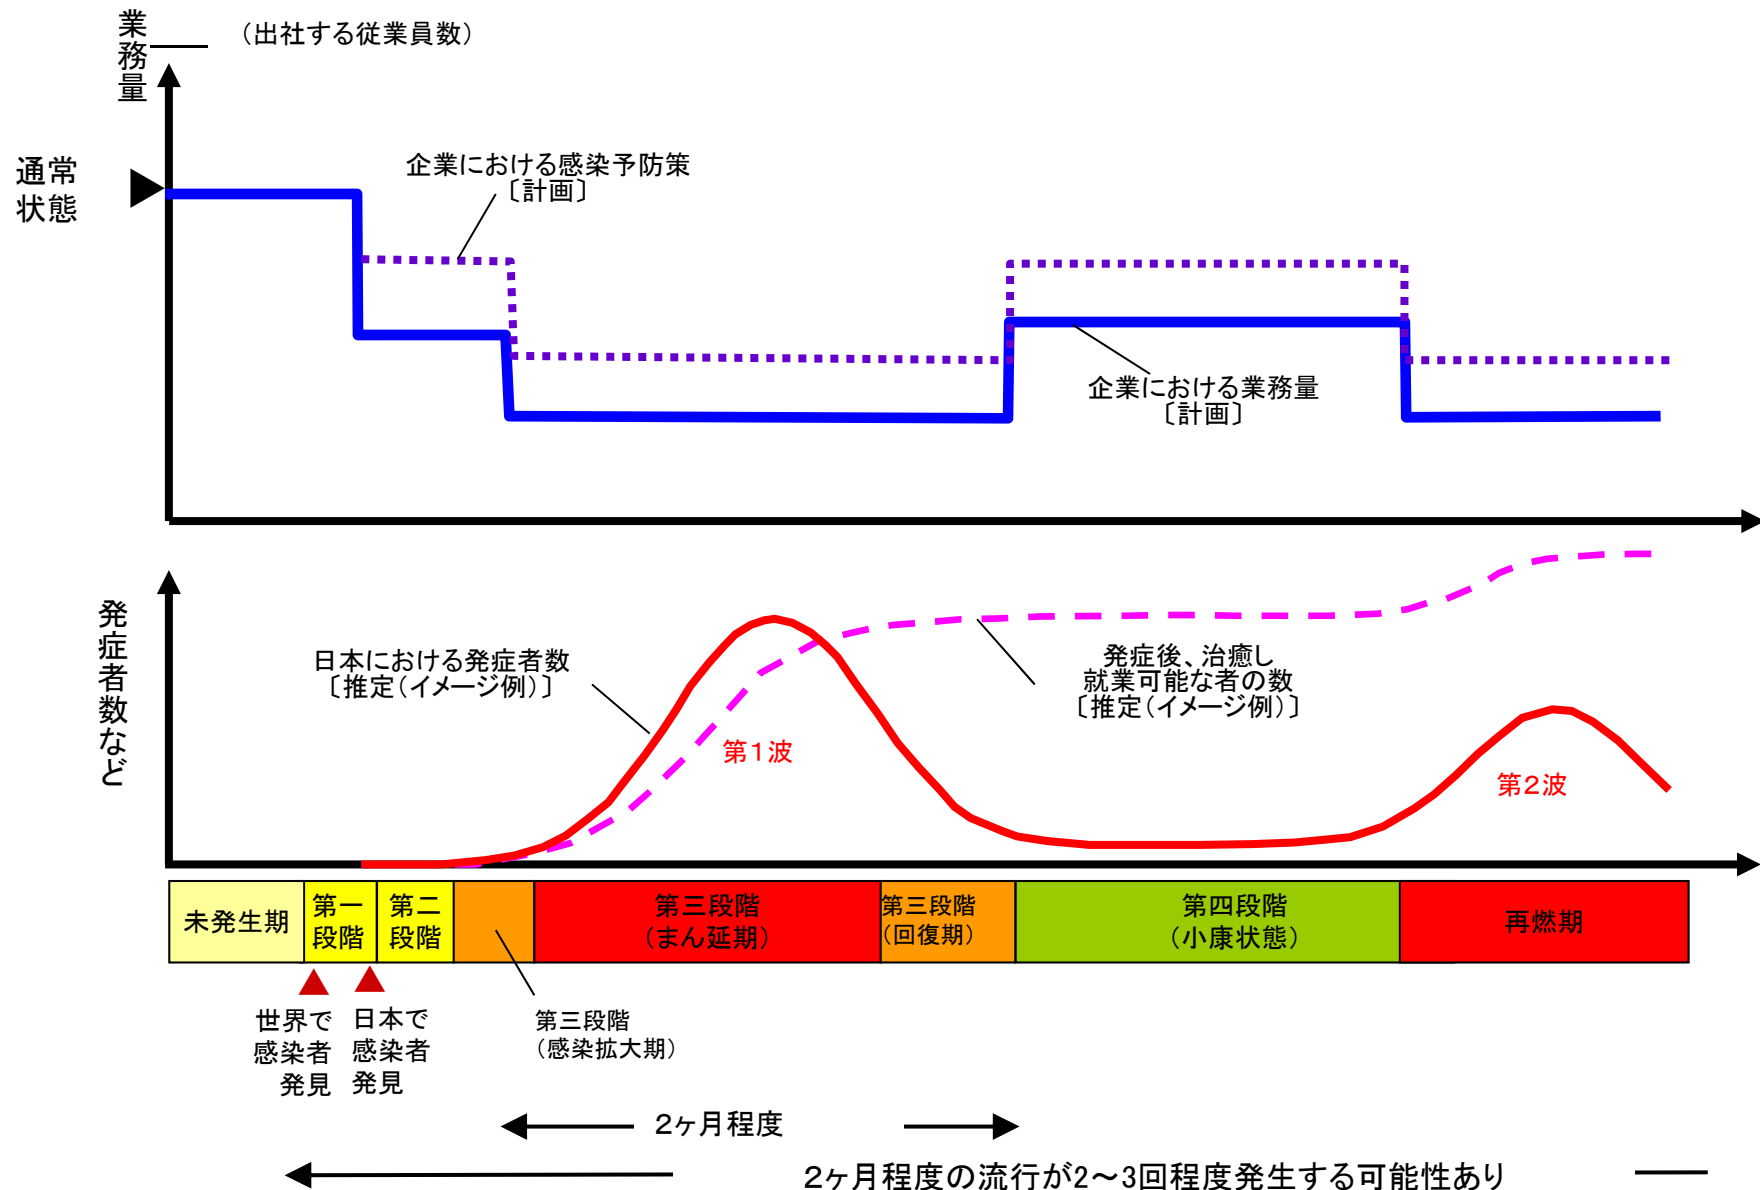 業務量
（出社する従業員数）
通常
状態
企業における感染予防策
〔計画〕
企業における業務量
〔計画〕
発症者数など
日本における発症者数
〔推定（イメージ例）〕
発症後、治癒し
就業可能な者の数
〔推定（イメージ例）〕
第１波
第２波
未発生期
第一
段階
第二
段階
第三段階
（まん延期）
第三段階
（回復期）
第四段階
（小康状態）
再燃期
世界で
感染者
発見
日本で
感染者
発見
第三段階
（感染拡大期）
２ヶ月程度
２ヶ月程度の流行が2～3回程度発生する可能性あり